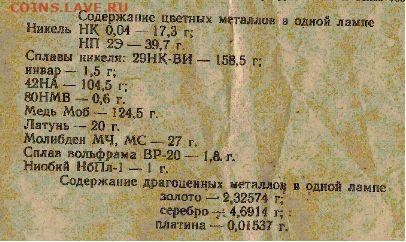 coins.lave.ru
Содержание цветных металлов в одной лампе
Никель НК 0,04 — 17,3 г;
НП 2Э — 39,7 г.
Сплавы никеля: 29НК-ВИ — 158,5 г;
инвар — 1,5 г;
42НА — 104,5 г;
80НМВ — 0,6 г.
Медь Моб — 124,5 г.
Латунь — 20 г.
Молибден МЧ, МС — 27 г.
Сплав вольфрама ВР-20 — 1,8 г.
Ниобий НбПл-1 — 1 г.
Содержание драгоценных металлов в одной лампе
золото — 2,32574 г;
серебро — 4,6914 г;
платина — 0,01537 г.